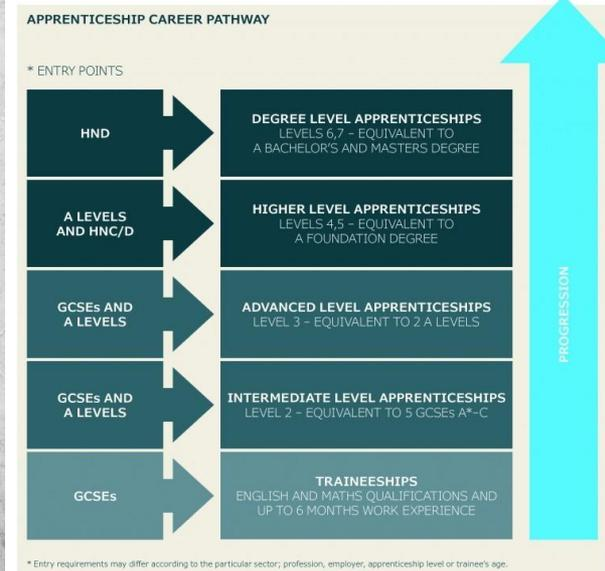 APPRENTICESHIP CAREER PATHWAY
* ENTRY POINTS
HND
DEGREE LEVEL APPRENTICESHIPS
LEVELS 6,7 – EQUIVALENT TO
A BACHELOR'S AND MASTERS DEGREE
A LEVELS
AND HNC/D
HIGHER LEVEL APPRENTICESHIPS
LEVELS 4,5 – EQUIVALENT TO
A FOUNDATION DEGREE
GCSEs AND
A LEVELS
ADVANCED LEVEL APPRENTICESHIPS
LEVEL 3 – EQUIVALENT TO 2 A LEVELS
GCSEs AND
A LEVELS
INTERMEDIATE LEVEL APPRENTICESHIPS
LEVEL 2 – EQUIVALENT TO 5 GCSEs A*–C
GCSEs
TRAINEESHIPS
ENGLISH AND MATHS QUALIFICATIONS AND
UP TO 6 MONTHS WORK EXPERIENCE
PROGRESSION
* Entry requirements may differ according to the particular sector; profession, employer, apprenticeship level or trainee's age.